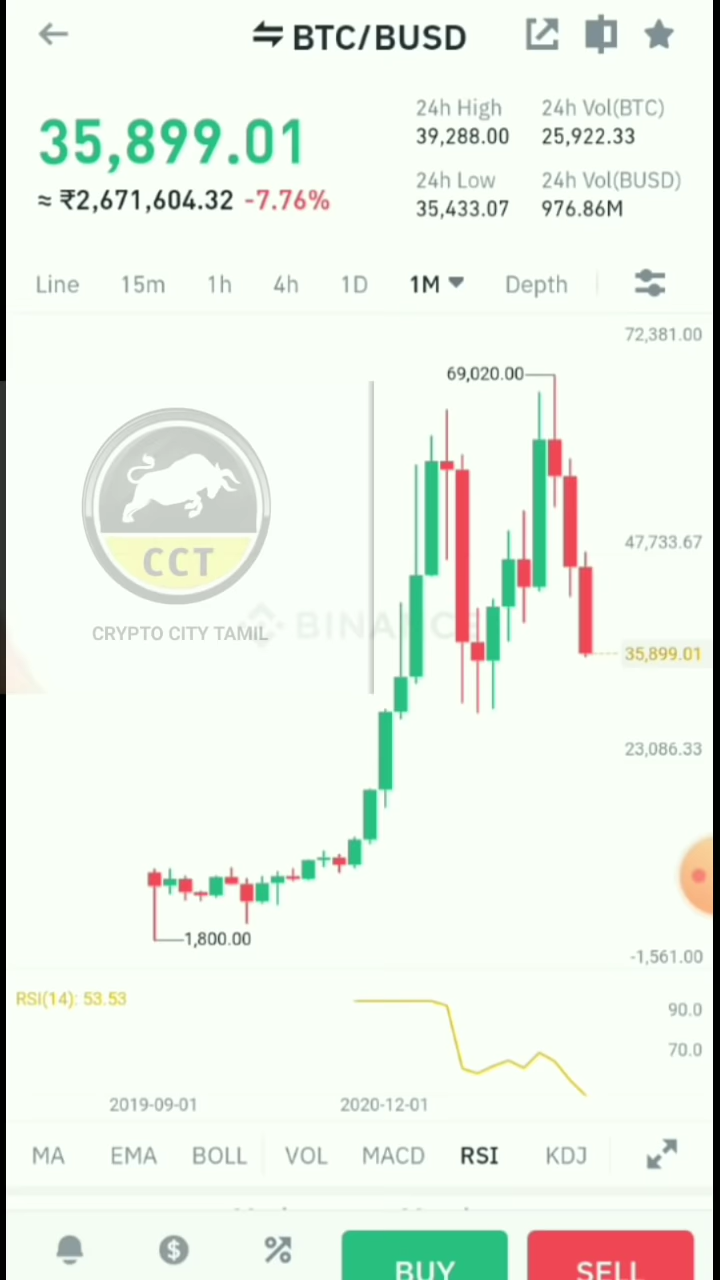 BTC/BUSD
35,899.01
≈ ₹2,671,604.32 -7.76%
24h High
39,288.00
24h Vol(BTC)
25,922.33
24h Low
35,433.07
24h Vol(BUSD)
976.86M
Line 15m 1h 4h 1D 1M Depth
72,381.00
69,020.00
47,733.67
CCT
CRYPTO CITY TAMIL
BINANCE
35,899.01
23,086.33
1,800.00
-1,561.00
RSI(14): 53.53
90.0
70.0
2019-09-01 2020-12-01
MA EMA BOLL VOL MACD RSI KDJ
BUY SELL